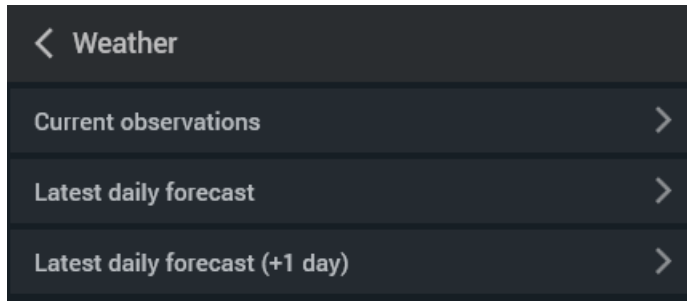 Weather
Current observations
Latest daily forecast
Latest daily forecast (+1 day)